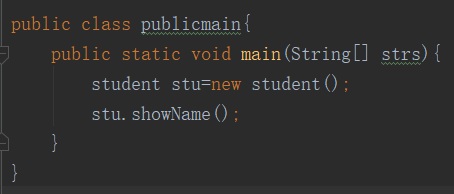 public class publicmain{
public static void main(String[] strs){
student stu=new student();
stu.showName();
}
}